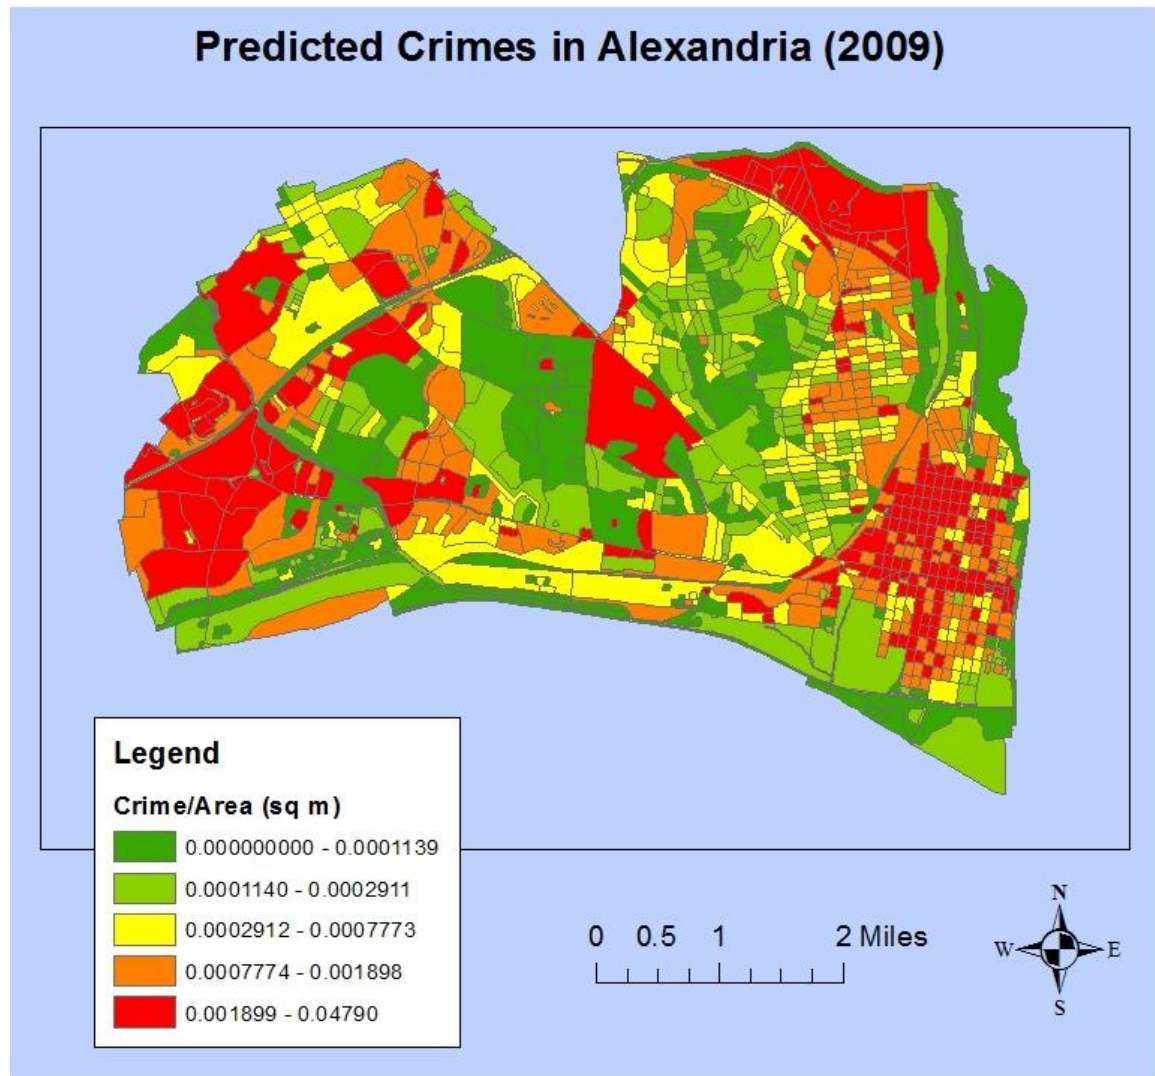 Predicted Crimes in Alexandria (2009)
Legend
Crime/Area (sq m)
0.000000000 - 0.0001139
0.0001140 - 0.0002911
0.0002912 - 0.0007773
0.0007774 - 0.001898
0.001899 - 0.04790
0 0.5 1 2 Miles
N
W E
S